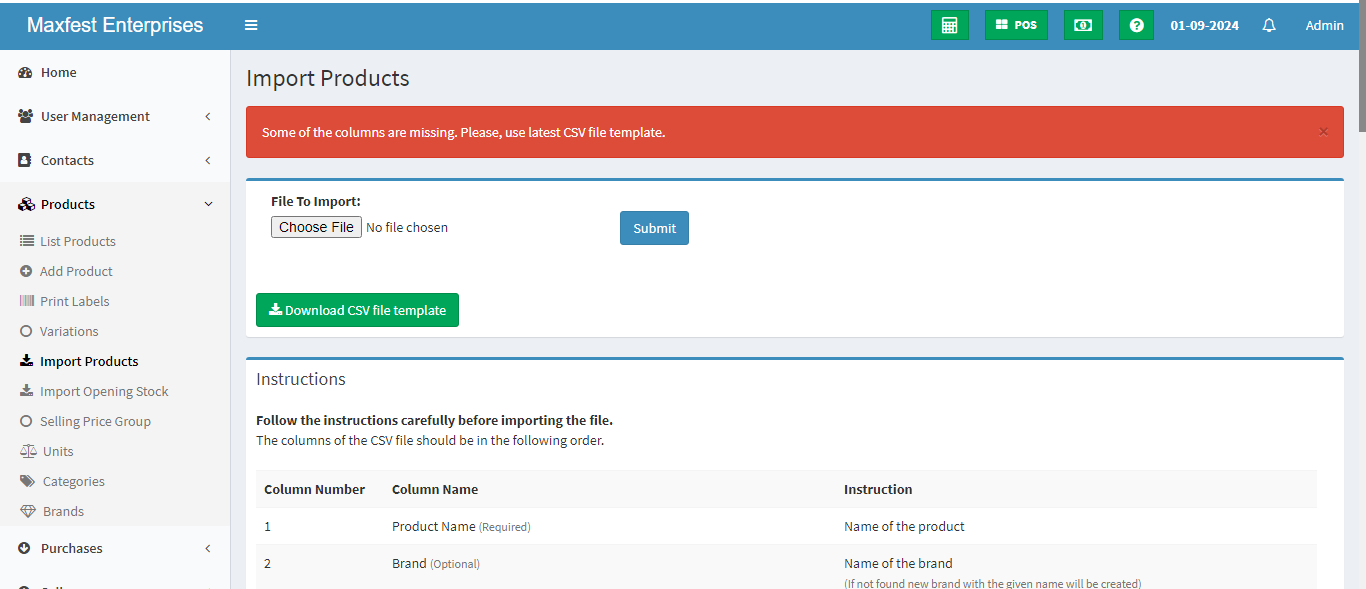 Maxfest Enterprises
POS
01-09-2024
Admin
Home
User Management
Contacts
Products
List Products
Add Product
Print Labels
Variations
Import Products
Import Opening Stock
Selling Price Group
Units
Categories
Brands
Purchases
Import Products
Some of the columns are missing. Please, use latest CSV file template.
×
File To Import:
Choose File No file chosen
Submit
Download CSV file template
Instructions
Follow the instructions carefully before importing the file.
The columns of the CSV file should be in the following order.
Column Number Column Name Instruction
1 Product Name (Required) Name of the product
2 Brand (Optional) Name of the brand
(If not found new brand with the given name will be created)